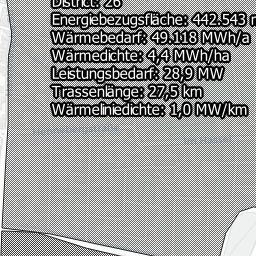 District: 26
Energiebezugsfläche: 442.543
Wärmebedarf: 49.118 MWh/a
Wärmedichte: 4,4 MWh/ha
Leistungsbedarf: 28,9 MW
Trassenlänge: 27,5 km
Wärmeliniedichte: 1,0 MW/km